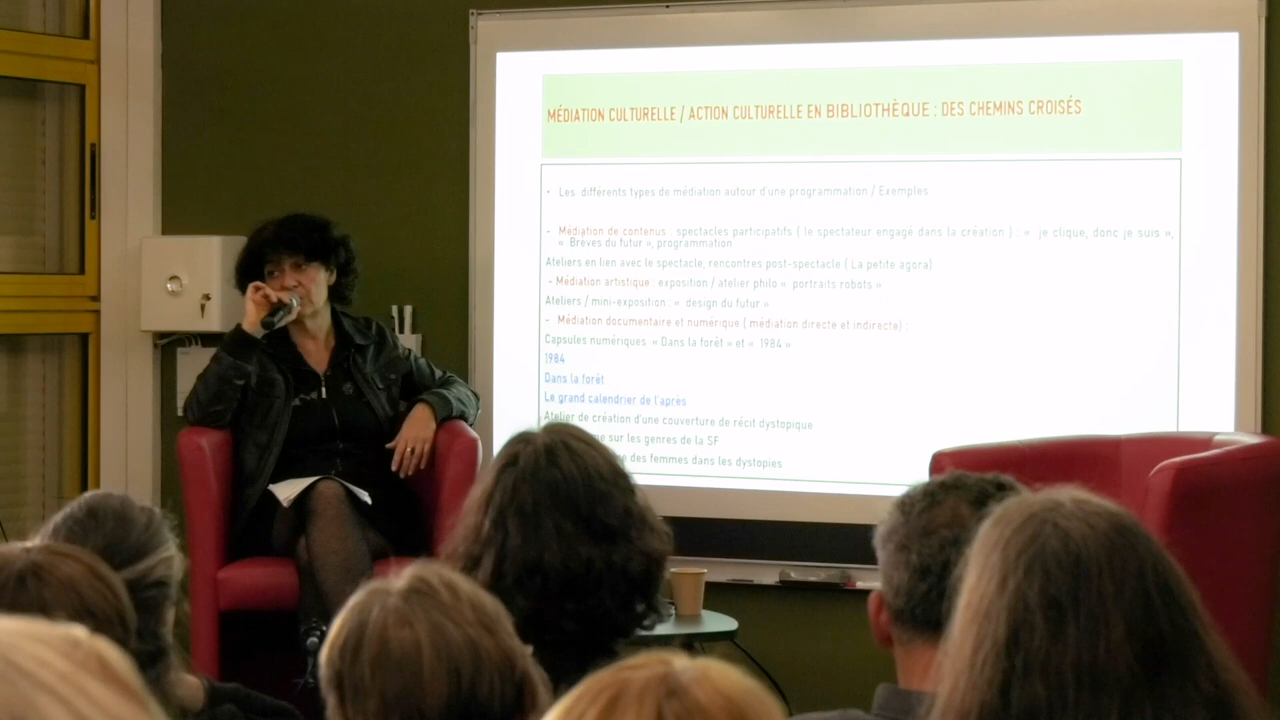 MÉDIATION CULTURELLE / ACTION CULTURELLE EN BIBLIOTHÈQUE : DES CHEMINS CROISÉS
• Les différents types de médiation autour d'une programmation / Exemples
- Médiation de contenus : spectacles participatifs ( le spectateur engagé dans la création ) : « je clique, donc je suis »,
« Brèves du futur », programmation
Ateliers en lien avec le spectacle, rencontres post-spectacle ( La petite agora)
- Médiation artistique : exposition / atelier philo « portraits robots »
Ateliers / mini-exposition : « design du futur »
- Médiation documentaire et numérique ( médiation directe et indirecte) :
Capsules numériques « Dans la forêt » et « 1984 »
1984
Dans la forêt
Le grand calendrier de l'après
Atelier de création d'une couverture de récit dystopique
sur les genres de la SF
des femmes dans les dystopies